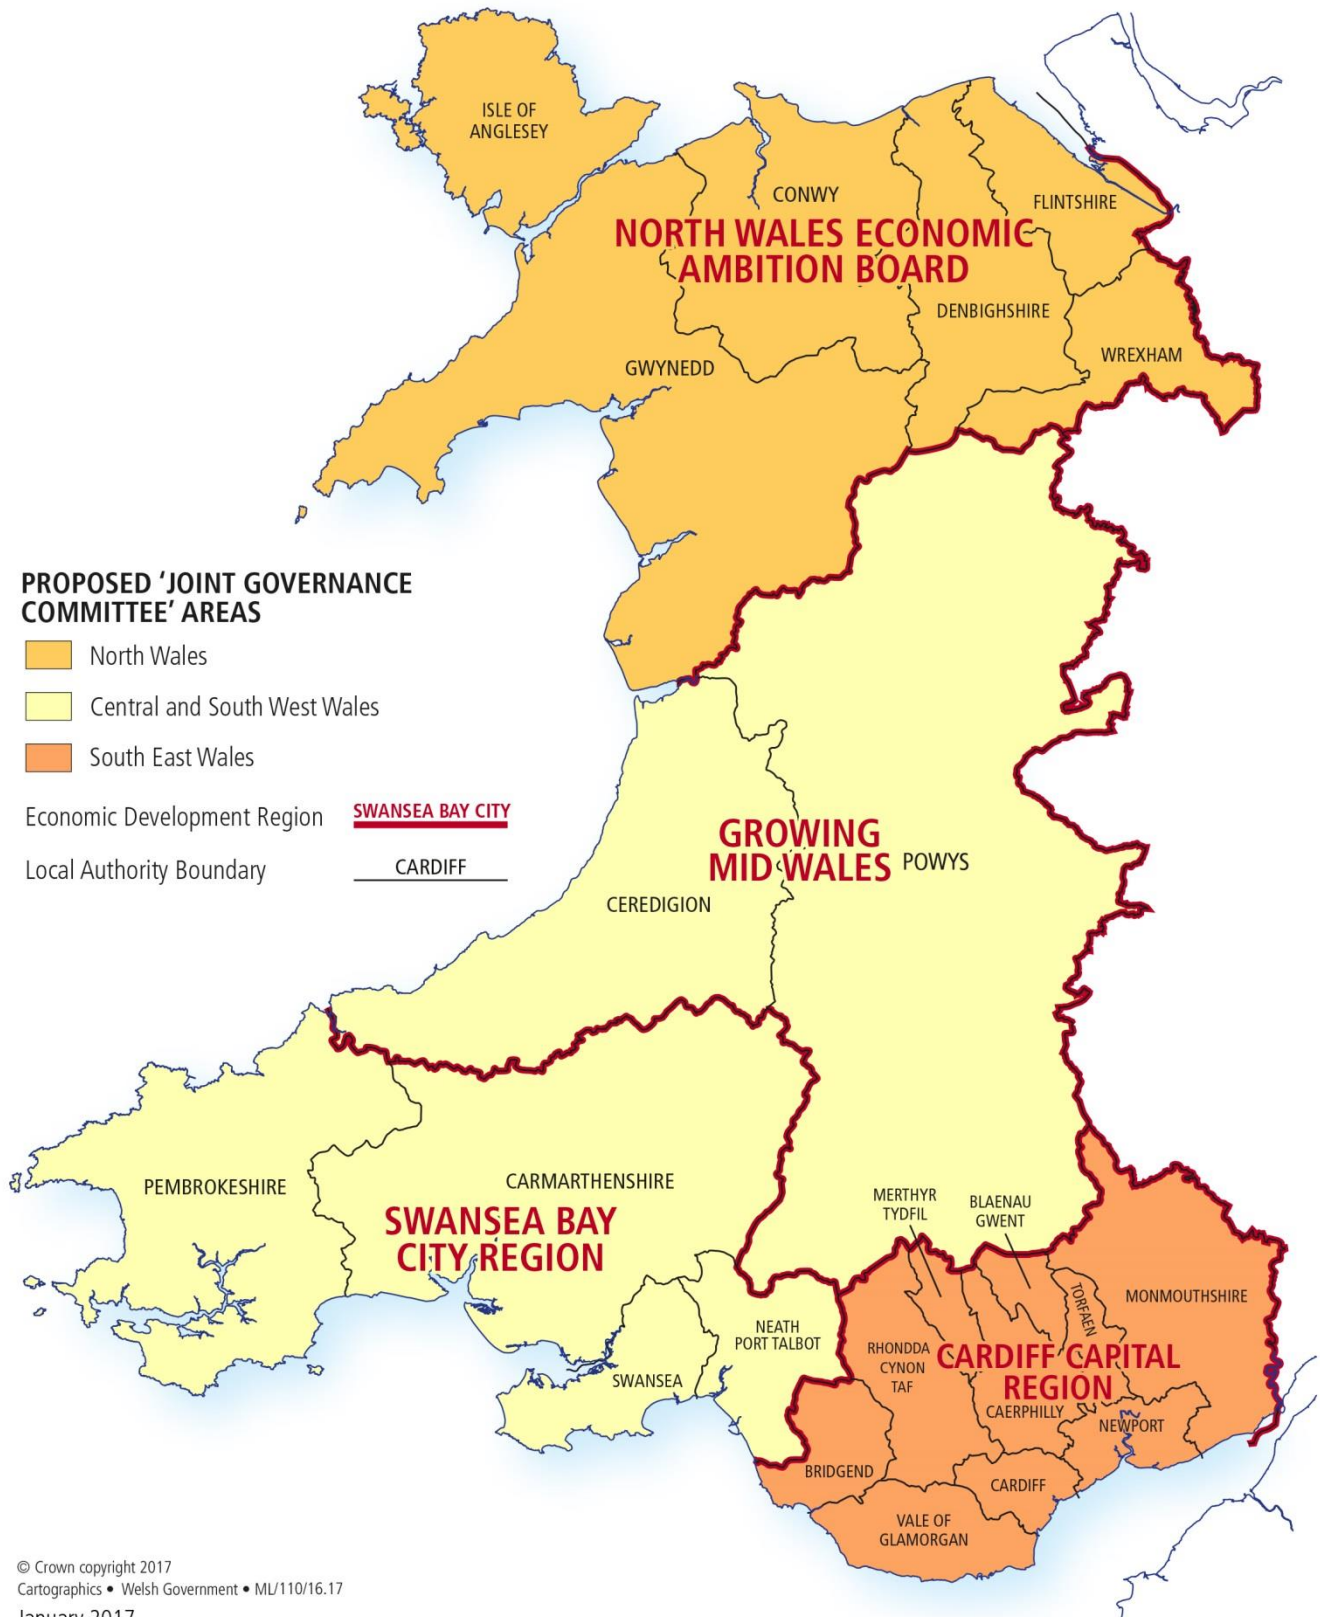 ISLE OF
ANGLESEY
CONWY
FLINTSHIRE
NORTH WALES ECONOMIC
AMBITION BOARD
DENBIGHSHIRE
WREXHAM
GWYNEDD
PROPOSED ‘JOINT GOVERNANCE
COMMITTEE’ AREAS
North Wales
Central and South West Wales
South East Wales
Economic Development Region
SWANSEA BAY CITY
Local Authority Boundary
CARDIFF
GROWING
MID WALES
POWYS
CEREDIGION
PEMBROKESHIRE
CARMARTHENSHIRE
SWANSEA BAY
CITY REGION
MERTHYR
TYDFIL
BLAENAU
GWENT
TORFAEN
MONMOUTHSHIRE
NEATH
PORT TALBOT
SWANSEA
RHONDDA
CYNON
TAF
CARDIFF CAPITAL
REGION
CAERPHILLY
NEWPORT
BRIDGEND
CARDIFF
VALE OF
GLAMORGAN
© Crown copyright 2017
Cartographics • Welsh Government • ML/110/16.17
January 2017